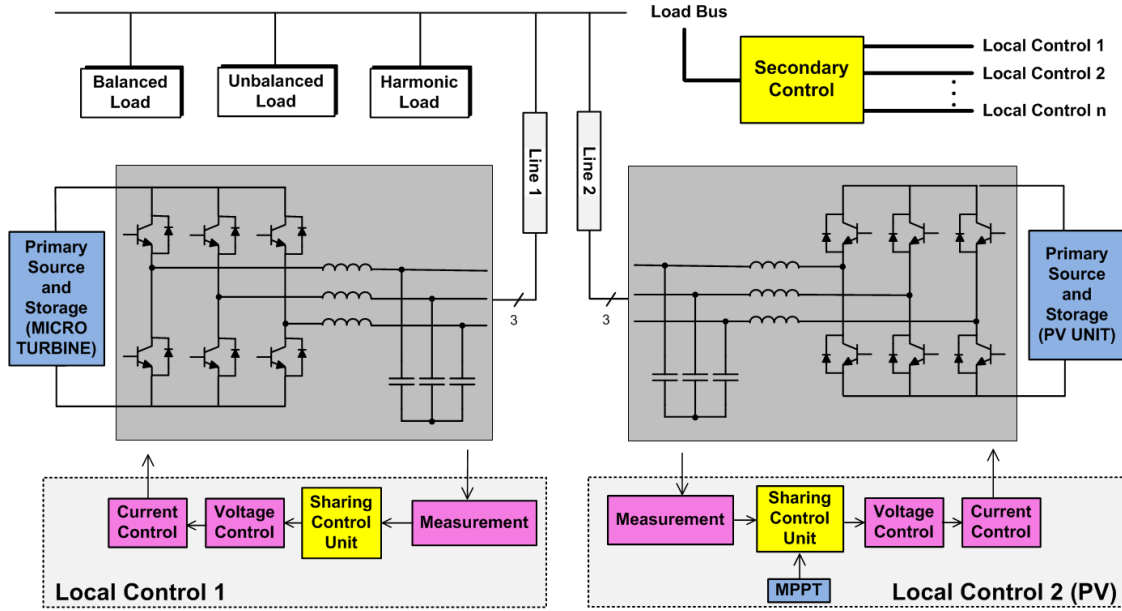 Load Bus
Balanced
Load
Unbalanced
Load
Harmonic
Load
Secondary
Control
Local Control 1
Local Control 2
Local Control n
Line 1
Line 2
Primary
Source
and
Storage
(MICRO
TURBINE)
3
3
Primary
Source
and
Storage
(PV UNIT)
Current
Control
Voltage
Control
Sharing
Control
Unit
Measurement
Local Control 1
Measurement
Sharing
Control
Unit
Voltage
Control
Current
Control
MPPT
Local Control 2 (PV)